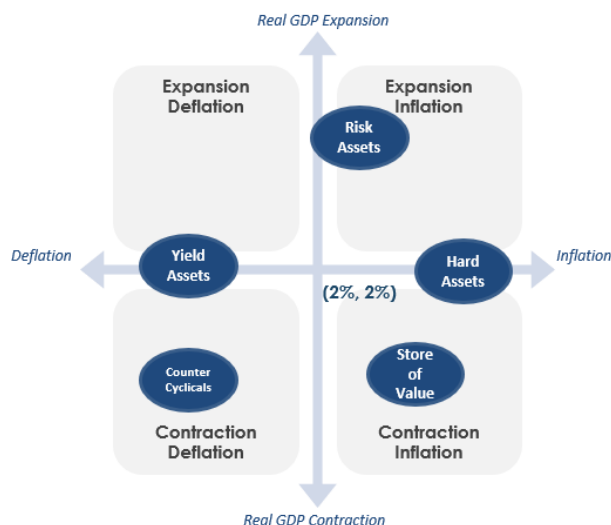 Real GDP Expansion
Expansion
Deflation
Expansion
Inflation
Risk
Assets
Deflation
Yield
Assets
Hard
Assets
Inflation
(2%, 2%)
Counter
Cyclicals
Store
of
Value
Contraction
Deflation
Contraction
Inflation
Real GDP Contraction